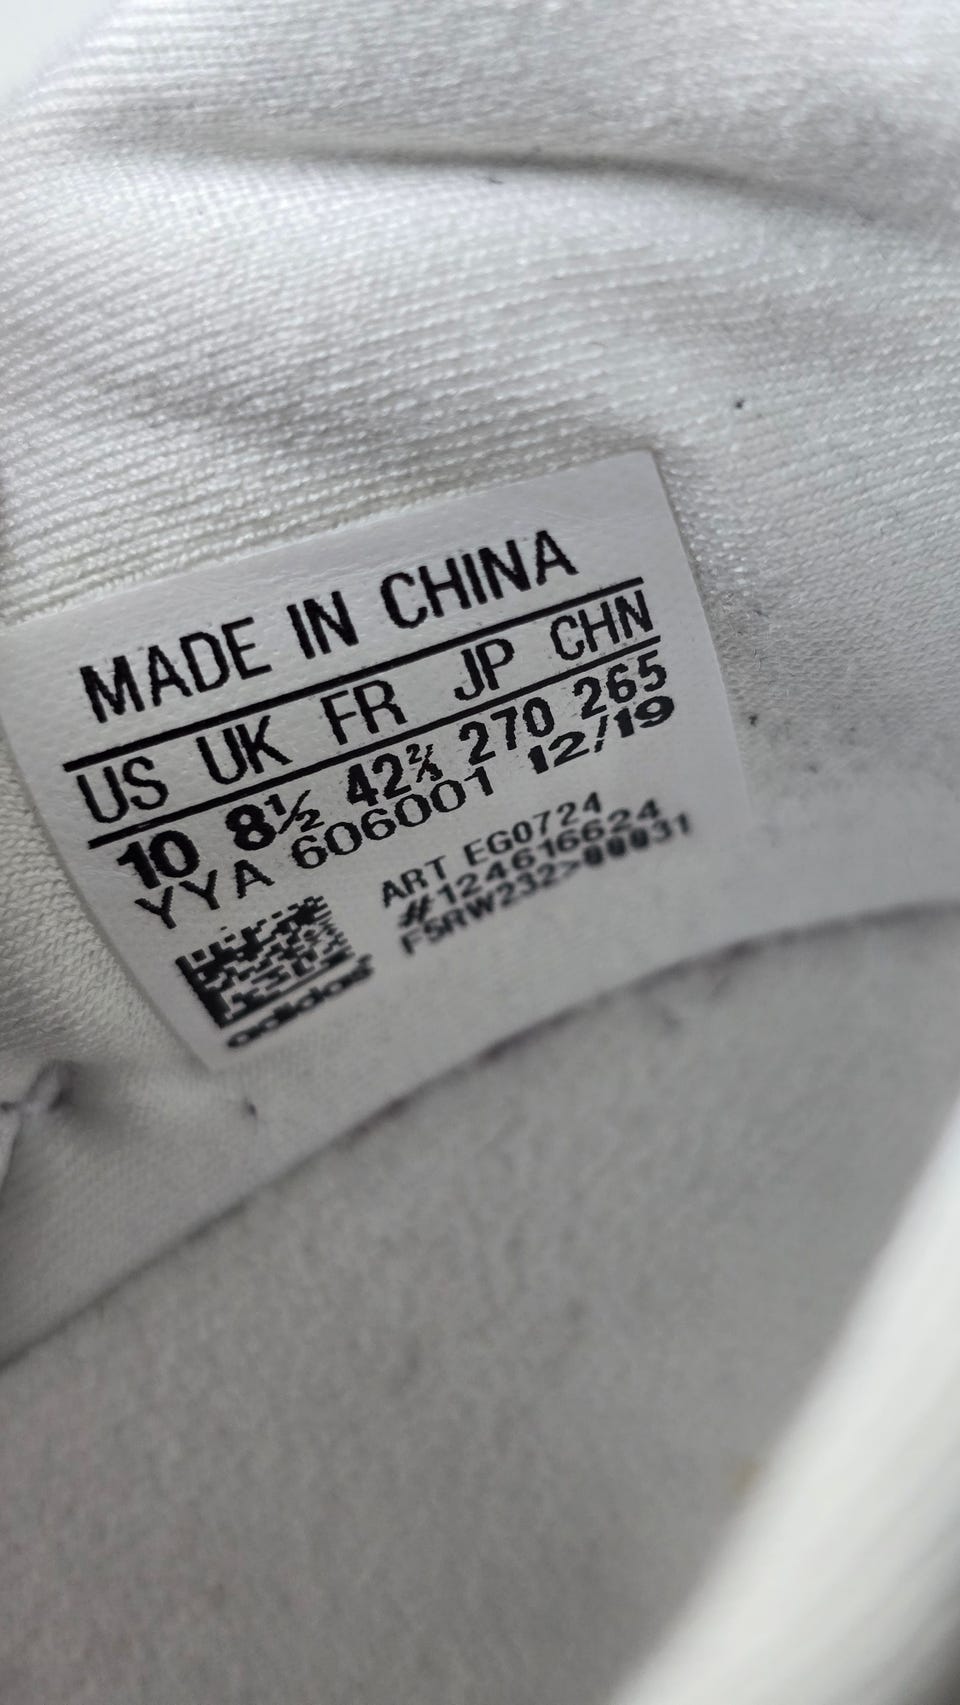 MADE IN CHINA
US UK FR JP CHN
10 8½ 42⅔ 270 265
YYA 606001 12/19
ART EG0724
#124616624
F5RW232>00031
adidas